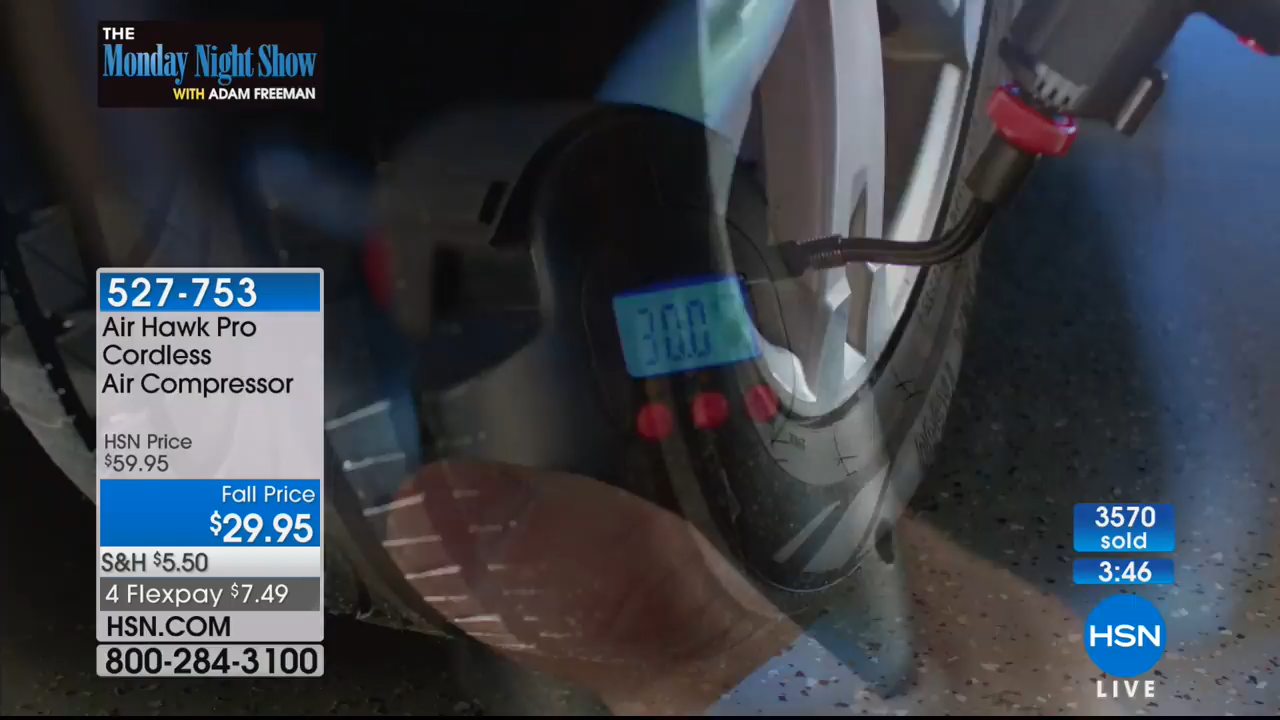 THE
Monday Night Show
WITH ADAM FREEMAN
527-753
Air Hawk Pro
Cordless
Air Compressor
HSN Price
$59.95
Fall Price
$29.95
S&H $5.50
4 Flexpay $7.49
HSN.COM
800-284-3100
30.0
3570
sold
3:46
HSN
LIVE